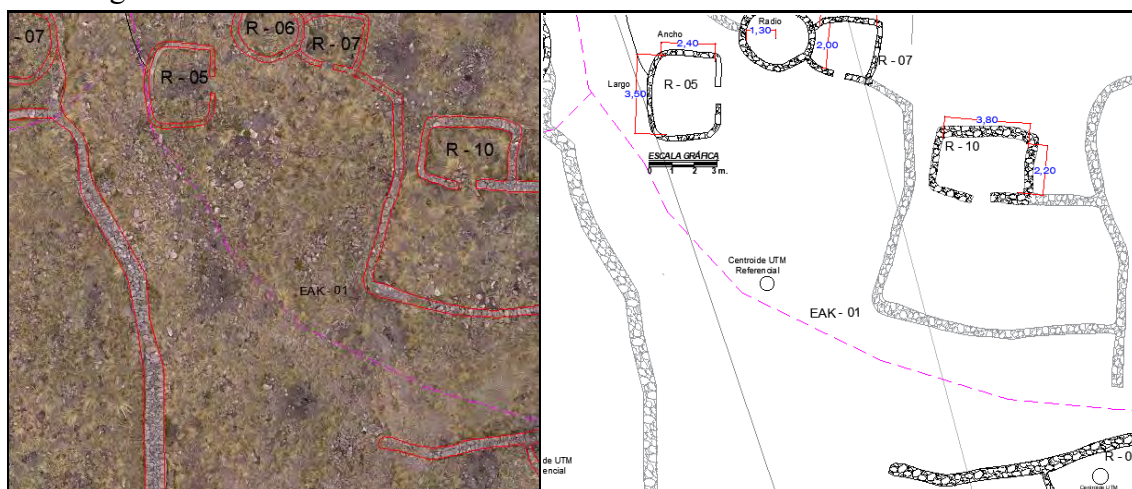 - 07
R - 06
R - 07
R - 05
R - 10
EAK - 01
de UTM
encial
Radio
1,30
2,00
R - 07
Ancho
2,40
Largo
3,50
R - 05
ESCALA GRÁFICA
0 1 2 3 m.
3,80
R - 10
2,20
Centroide UTM
Referencial
EAK - 01
R - 0
Centroide UTM